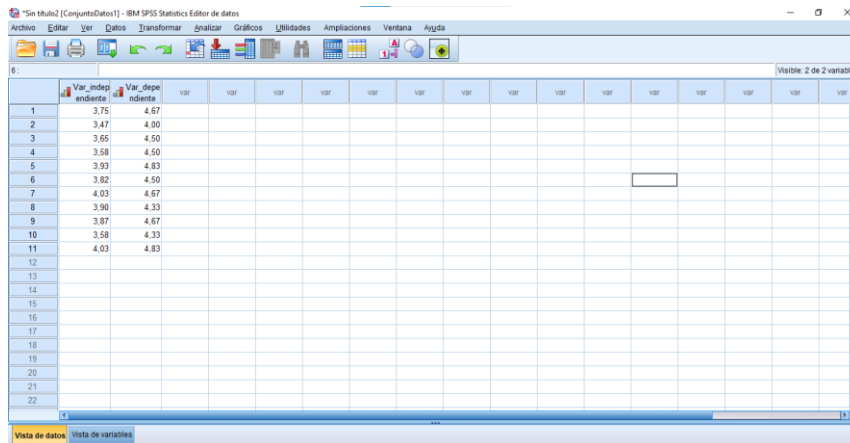 *Sin título2 [ConjuntoDatos1] - IBM SPSS Statistics Editor de datos
Archivo Editar Ver Datos Transformar Analizar Gráficos Utilidades Ampliaciones Ventana Ayuda
6 : Visible: 2 de 2 variabl
Var_independiente Var_dependiente var var var var var var var var var var var var
1 3,75 4,67
2 3,47 4,00
3 3,65 4,50
4 3,58 4,50
5 3,93 4,83
6 3,82 4,50
7 4,03 4,67
8 3,90 4,33
9 3,87 4,67
10 3,58 4,33
11 4,03 4,83
12
13
14
15
16
17
18
19
20
21
22
Vista de datos Vista de variables